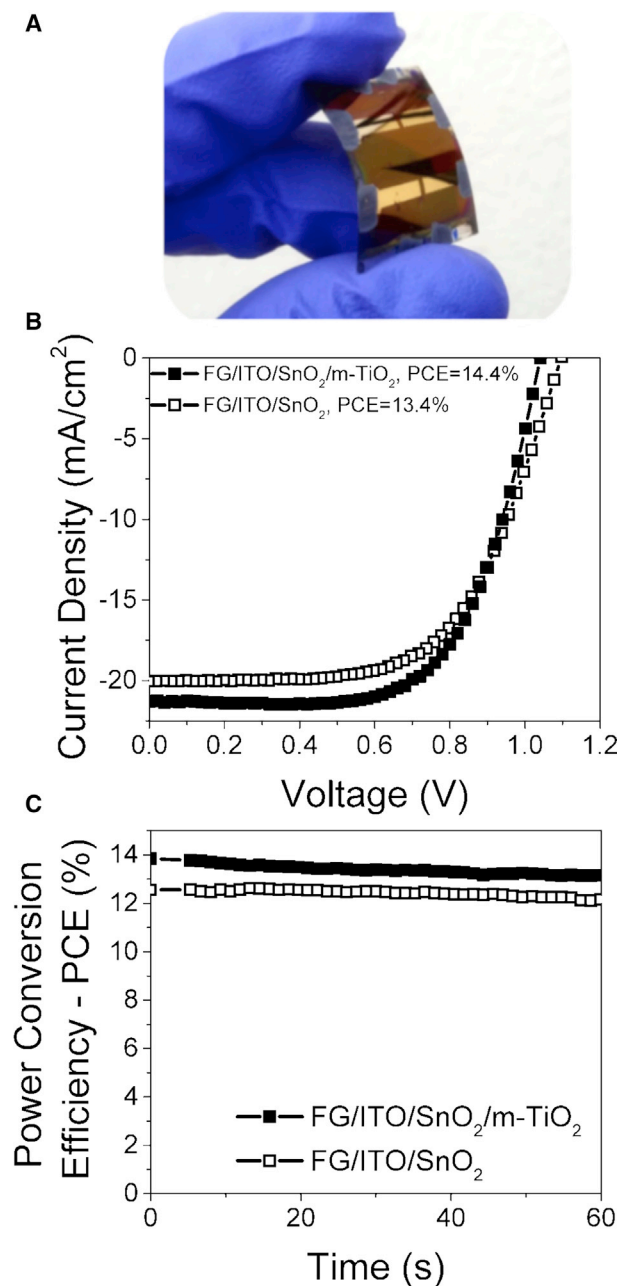 A
B
FG/ITO/SnO₂/m-TiO₂, PCE=14.4%
FG/ITO/SnO₂, PCE=13.4%
Current Density (mA/cm²)
0
-5
-10
-15
-20
0.0 0.2 0.4 0.6 0.8 1.0 1.2
Voltage (V)
C
Power Conversion
Efficiency - PCE (%)
14
12
10
8
6
4
2
0
FG/ITO/SnO₂/m-TiO₂
FG/ITO/SnO₂
0 20 40 60
Time (s)